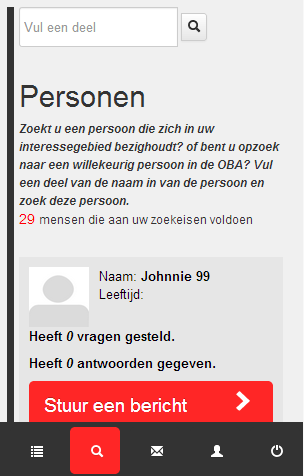 Vul een deel
Personen
Zoekt u een persoon die zich in uw
interessegebied bezighoudt? of bent u opzoek
naar een willekeurig persoon in de OBA? Vul
een deel van de naam in van de persoon en
zoek deze persoon.
29 mensen die aan uw zoekeisen voldoen
Naam: Johnnie 99
Leeftijd:
Heeft 0 vragen gesteld.
Heeft 0 antwoorden gegeven.
Stuur een bericht